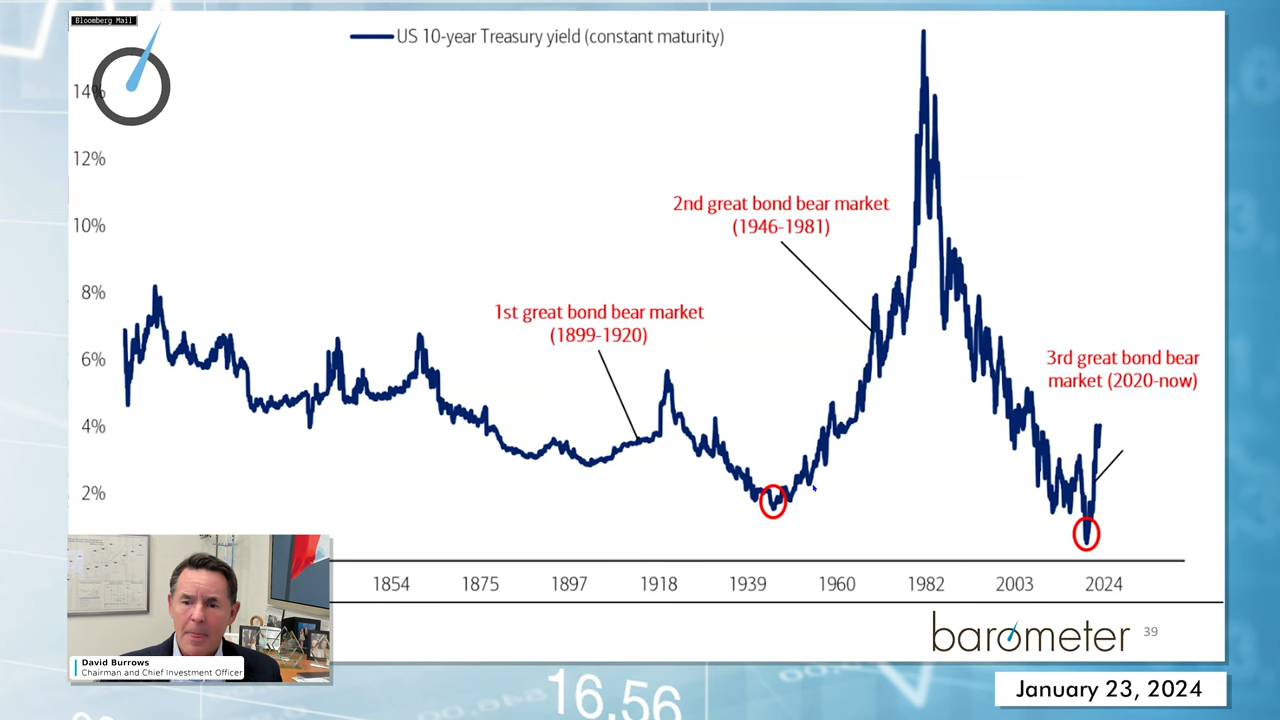 Bloomberg Mail
US 10-year Treasury yield (constant maturity)
14%
12%
10%
8%
6%
4%
2%
2nd great bond bear market
(1946-1981)
1st great bond bear market
(1899-1920)
3rd great bond bear
market (2020-now)
1854 1875 1897 1918 1939 1960 1982 2003 2024
barometer 39
David Burrows
Chairman and Chief Investment Officer
January 23, 2024
16.56